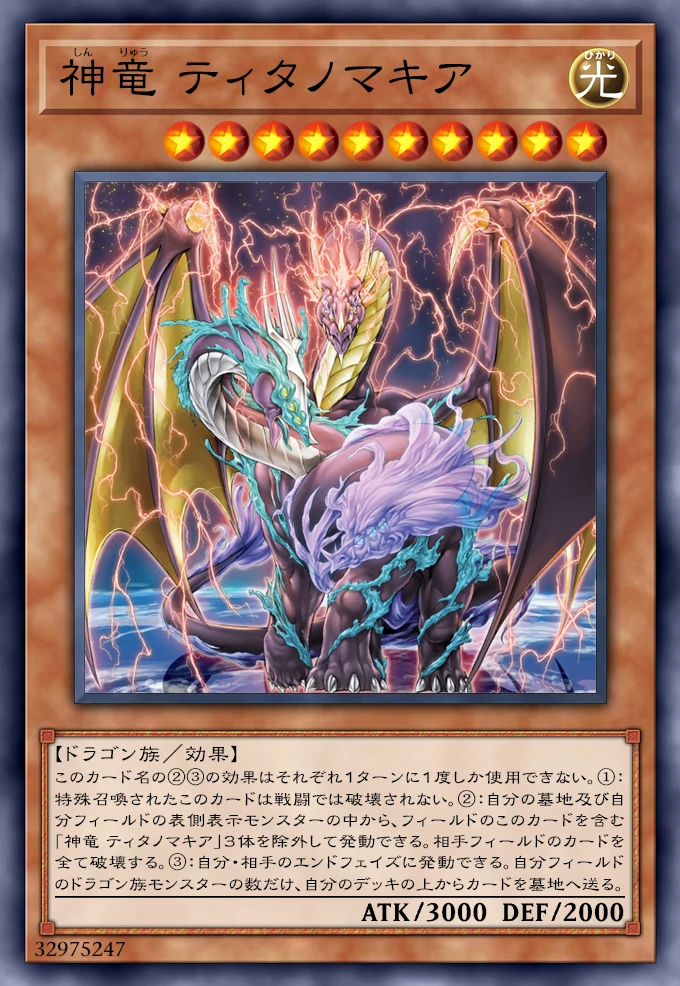 しん りゅう
神竜 ティタノマキア
ひかり
光
【ドラゴン族／効果】
このカード名の②③の効果はそれぞれ１ターンに１度しか使用できない。①：
特殊召喚されたこのカードは戦闘では破壊されない。②：自分の墓地及び自
分フィールドの表側表示モンスターの中から、フィールドのこのカードを含む
「神竜 ティタノマキア」３体を除外して発動できる。相手フィールドのカードを
全て破壊する。③：自分・相手のエンドフェイズに発動できる。自分フィールド
のドラゴン族モンスターの数だけ、自分のデッキの上からカードを墓地へ送る。
ATK/3000 DEF/2000
32975247